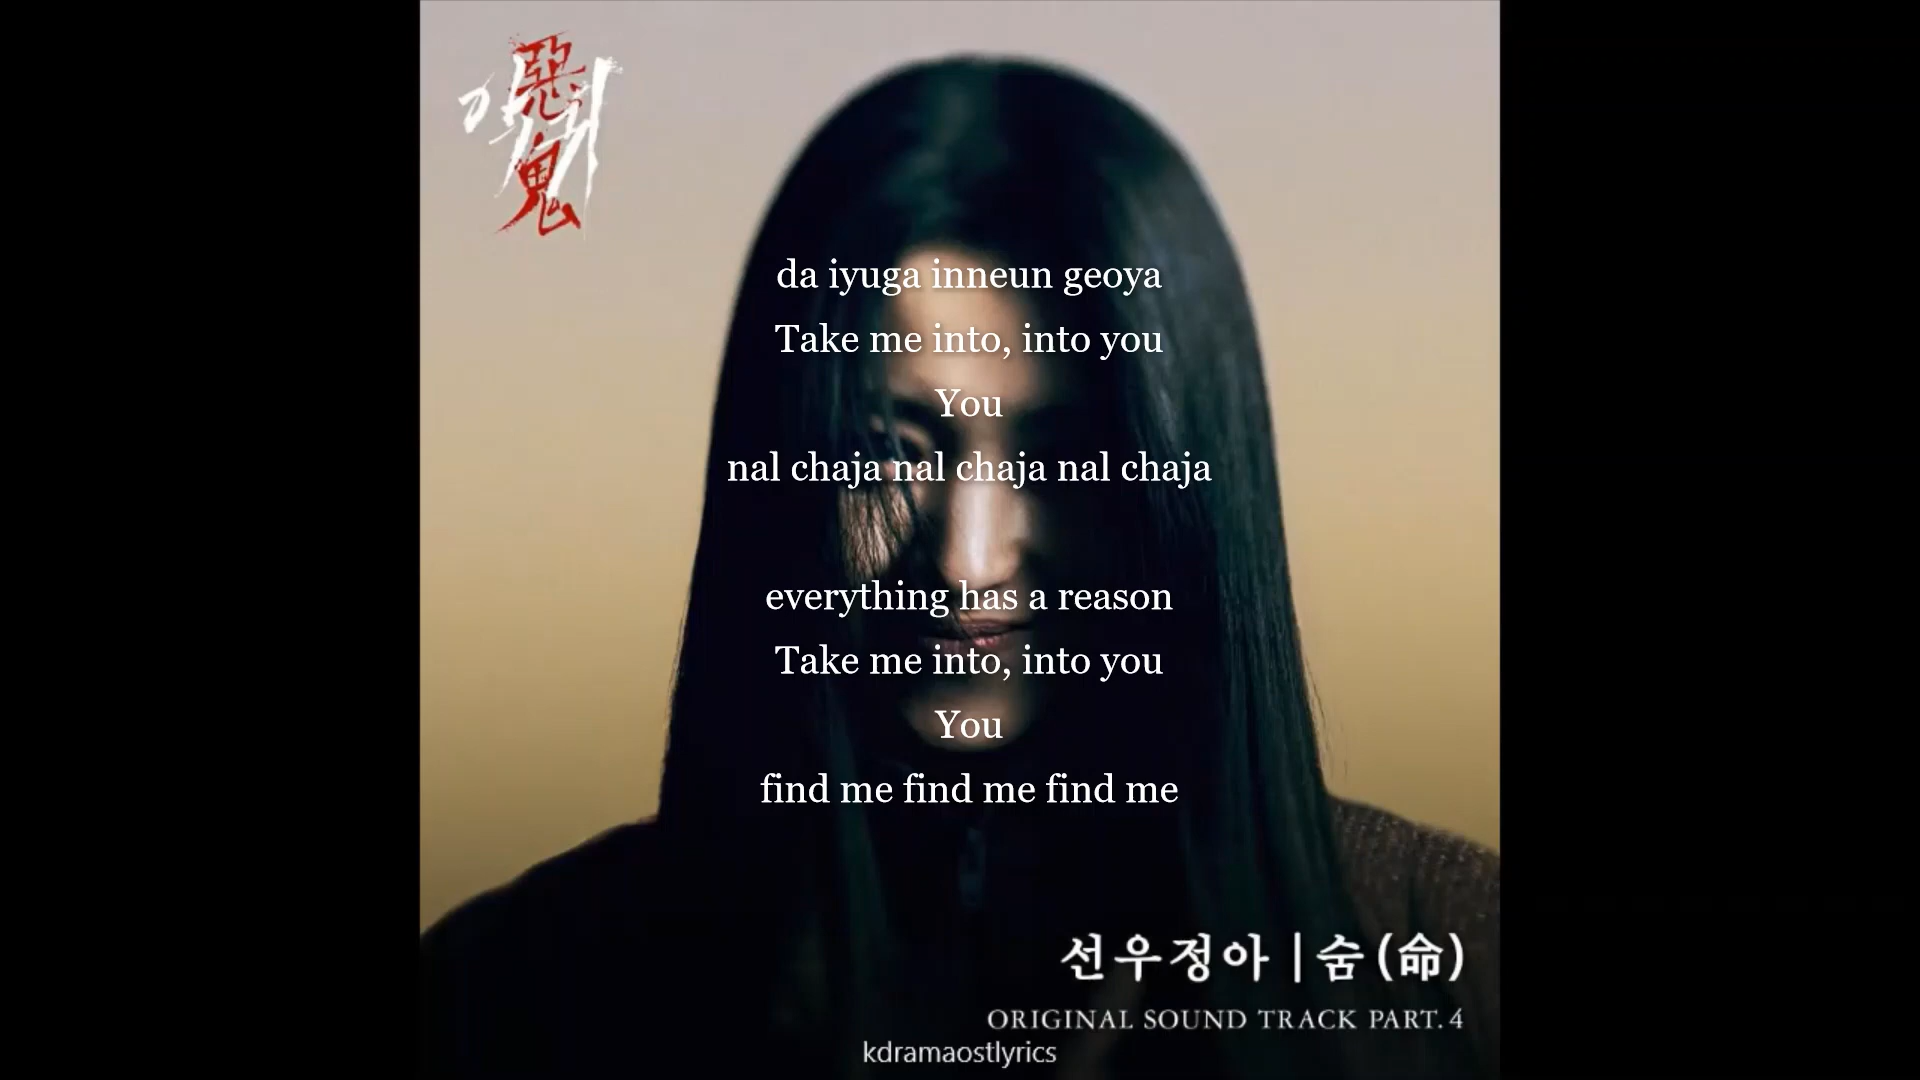 악귀
惡鬼
da iyuga inneun geoya
Take me into, into you
You
nal chaja nal chaja nal chaja
everything has a reason
Take me into, into you
You
find me find me find me
선우정아 | 숨 (命)
ORIGINAL SOUND TRACK PART. 4
kdramaostlyrics